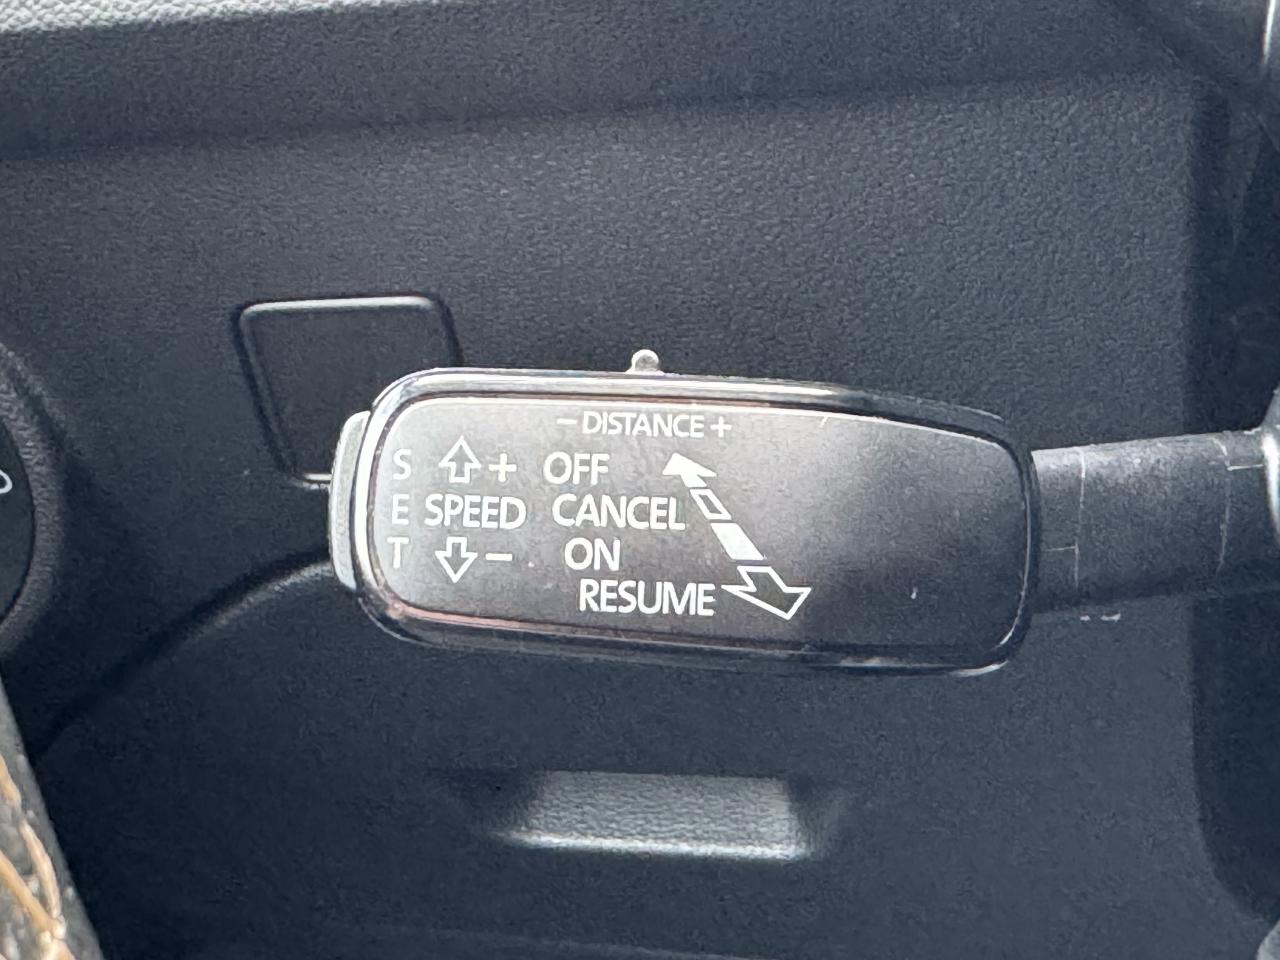 – DISTANCE +
S + OFF
E SPEED CANCEL
T – ON
RESUME